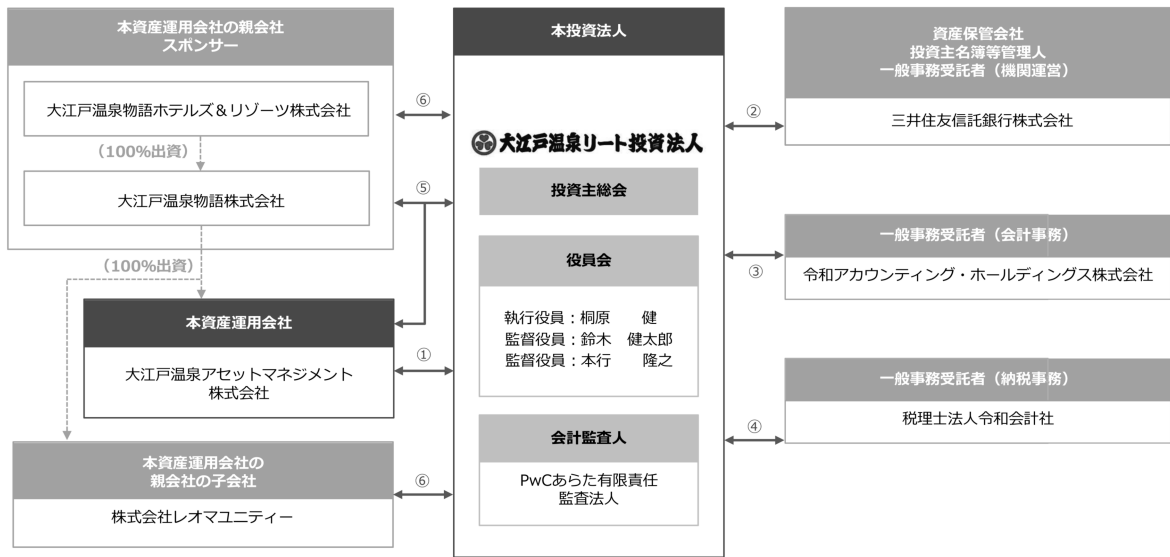 本資産運用会社の親会社
スポンサー
大江戸温泉物語ホテルズ&リゾーツ株式会社
(100%出資)
大江戸温泉物語株式会社
(100%出資)
本資産運用会社
大江戸温泉アセットマネジメント
株式会社
本資産運用会社の
親会社の子会社
株式会社レオマユニティー
⑥
⑤
①
⑥
本投資法人
大江戸温泉リート投資法人
投資主総会
役員会
執行役員:桐原 健
監督役員:鈴木 健太郎
監督役員:本行 隆之
会計監査人
PwCあらた有限責任
監査法人
②
③
④
資産保管会社
投資主名簿等管理人
一般事務受託者(機関運営)
三井住友信託銀行株式会社
一般事務受託者(会計事務)
令和アカウンティング・ホールディングス株式会社
一般事務受託者(納税事務)
税理士法人令和会計社